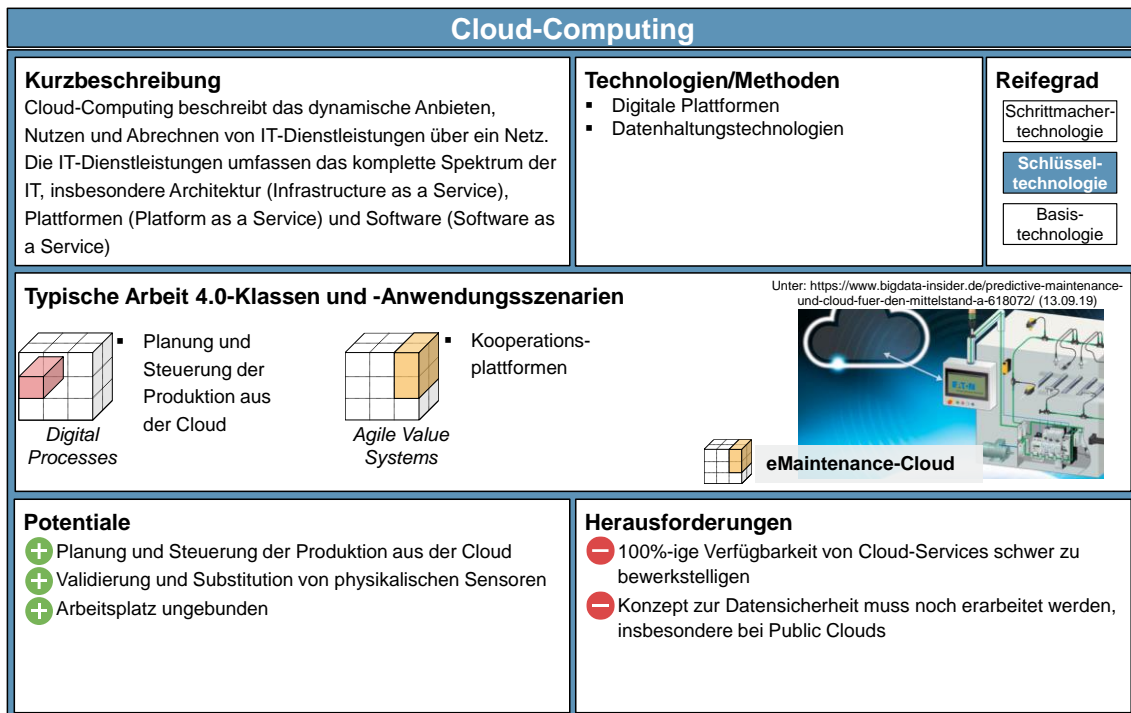 Cloud-Computing
Kurzbeschreibung
Cloud-Computing beschreibt das dynamische Anbieten,
Nutzen und Abrechnen von IT-Dienstleistungen über ein Netz.
Die IT-Dienstleistungen umfassen das komplette Spektrum der
IT, insbesondere Architektur (Infrastructure as a Service),
Plattformen (Platform as a Service) und Software (Software as
a Service)
Technologien/Methoden
▪ Digitale Plattformen
▪ Datenhaltungstechnologien
Reifegrad
Schrittmacher-
technologie
Schlüssel-
technologie
Basis-
technologie
Typische Arbeit 4.0-Klassen und -Anwendungsszenarien
Unter: https://www.bigdata-insider.de/predictive-maintenance-
und-cloud-fuer-den-mittelstand-a-618072/ (13.09.19)
▪ Planung und
Steuerung der
Produktion aus
der Cloud
Digital
Processes
▪ Kooperations-
plattformen
Agile Value
Systems
EATON
eMaintenance-Cloud
Potentiale
Planung und Steuerung der Produktion aus der Cloud
Validierung und Substitution von physikalischen Sensoren
Arbeitsplatz ungebunden
Herausforderungen
100%-ige Verfügbarkeit von Cloud-Services schwer zu
bewerkstelligen
Konzept zur Datensicherheit muss noch erarbeitet werden,
insbesondere bei Public Clouds